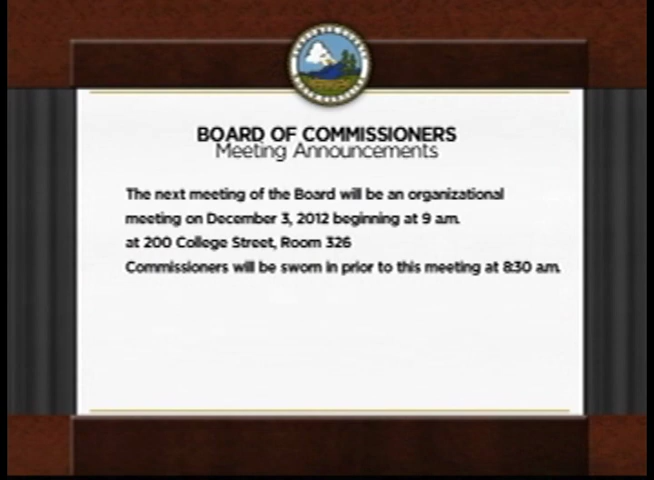 BOARD OF COMMISSIONERS
Meeting Announcements
The next meeting of the Board will be an organizational
meeting on December 3, 2012 beginning at 9 a.m.
at 200 College Street, Room 326
Commissioners will be sworn in prior to this meeting at 8:30 a.m.